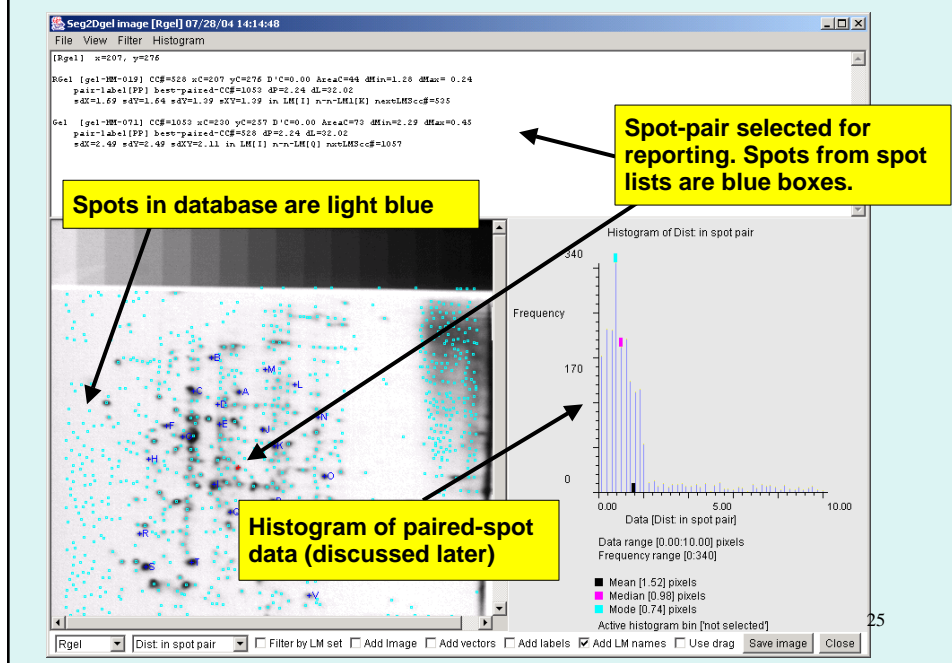 Seg2Dgel image [Rgel] 07/28/04 14:14:48
File View Filter Histogram
[Rgel] x=207, y=276
RGel [gel-HM-019] CC#=528 xC=207 yC=276 D'C=0.00 AreaC=44 dMin=1.28 dMax= 0.24
pair-label[PP] best-paired-CC#=1053 dP=2.24 dL=32.02
sdX=1.69 sdY=1.64 sdY=1.39 sXY=1.39 in LM[I] n-n-LM1[K] nextLMScc#=535
Gel [gel-HM-071] CC#=1053 xC=230 yC=257 D'C=0.00 AreaC=73 dMin=2.29 dMax=0.45
pair-label[PP] best-paired-CC#=528 dP=2.24 dL=32.02
sdX=2.49 sdY=2.49 sdXY=2.11 in LM[I] n-n-LM[Q] nxtLMScc#=1057
Spot-pair selected for
reporting. Spots from spot
lists are blue boxes.
Spots in database are light blue
B
M
L
C
A
D
N
F
E
J
K
H
O
R
S
T
V
Histogram of paired-spot
data (discussed later)
Histogram of Dist: in spot pair
340
Frequency
170
0
0.00 5.00 10.00
Data [Dist: in spot pair]
Data range [0.00:10.00] pixels
Frequency range [0:340]
Mean [1.52] pixels
Median [0.98] pixels
Mode [0.74] pixels
Active histogram bin ['not selected']
25
Rgel Dist: in spot pair Filter by LM set Add Image Add vectors Add labels Add LM names Use drag Save image Close